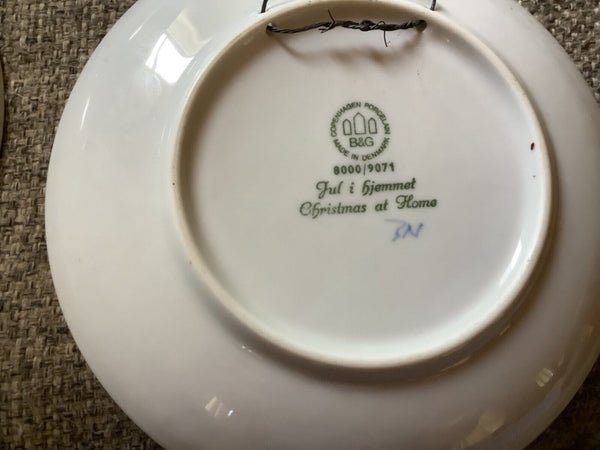 COPENHAGEN PORCELAIN
B&G
MADE IN DENMARK
8000/9071
Jul i hjemmet
Christmas at Home